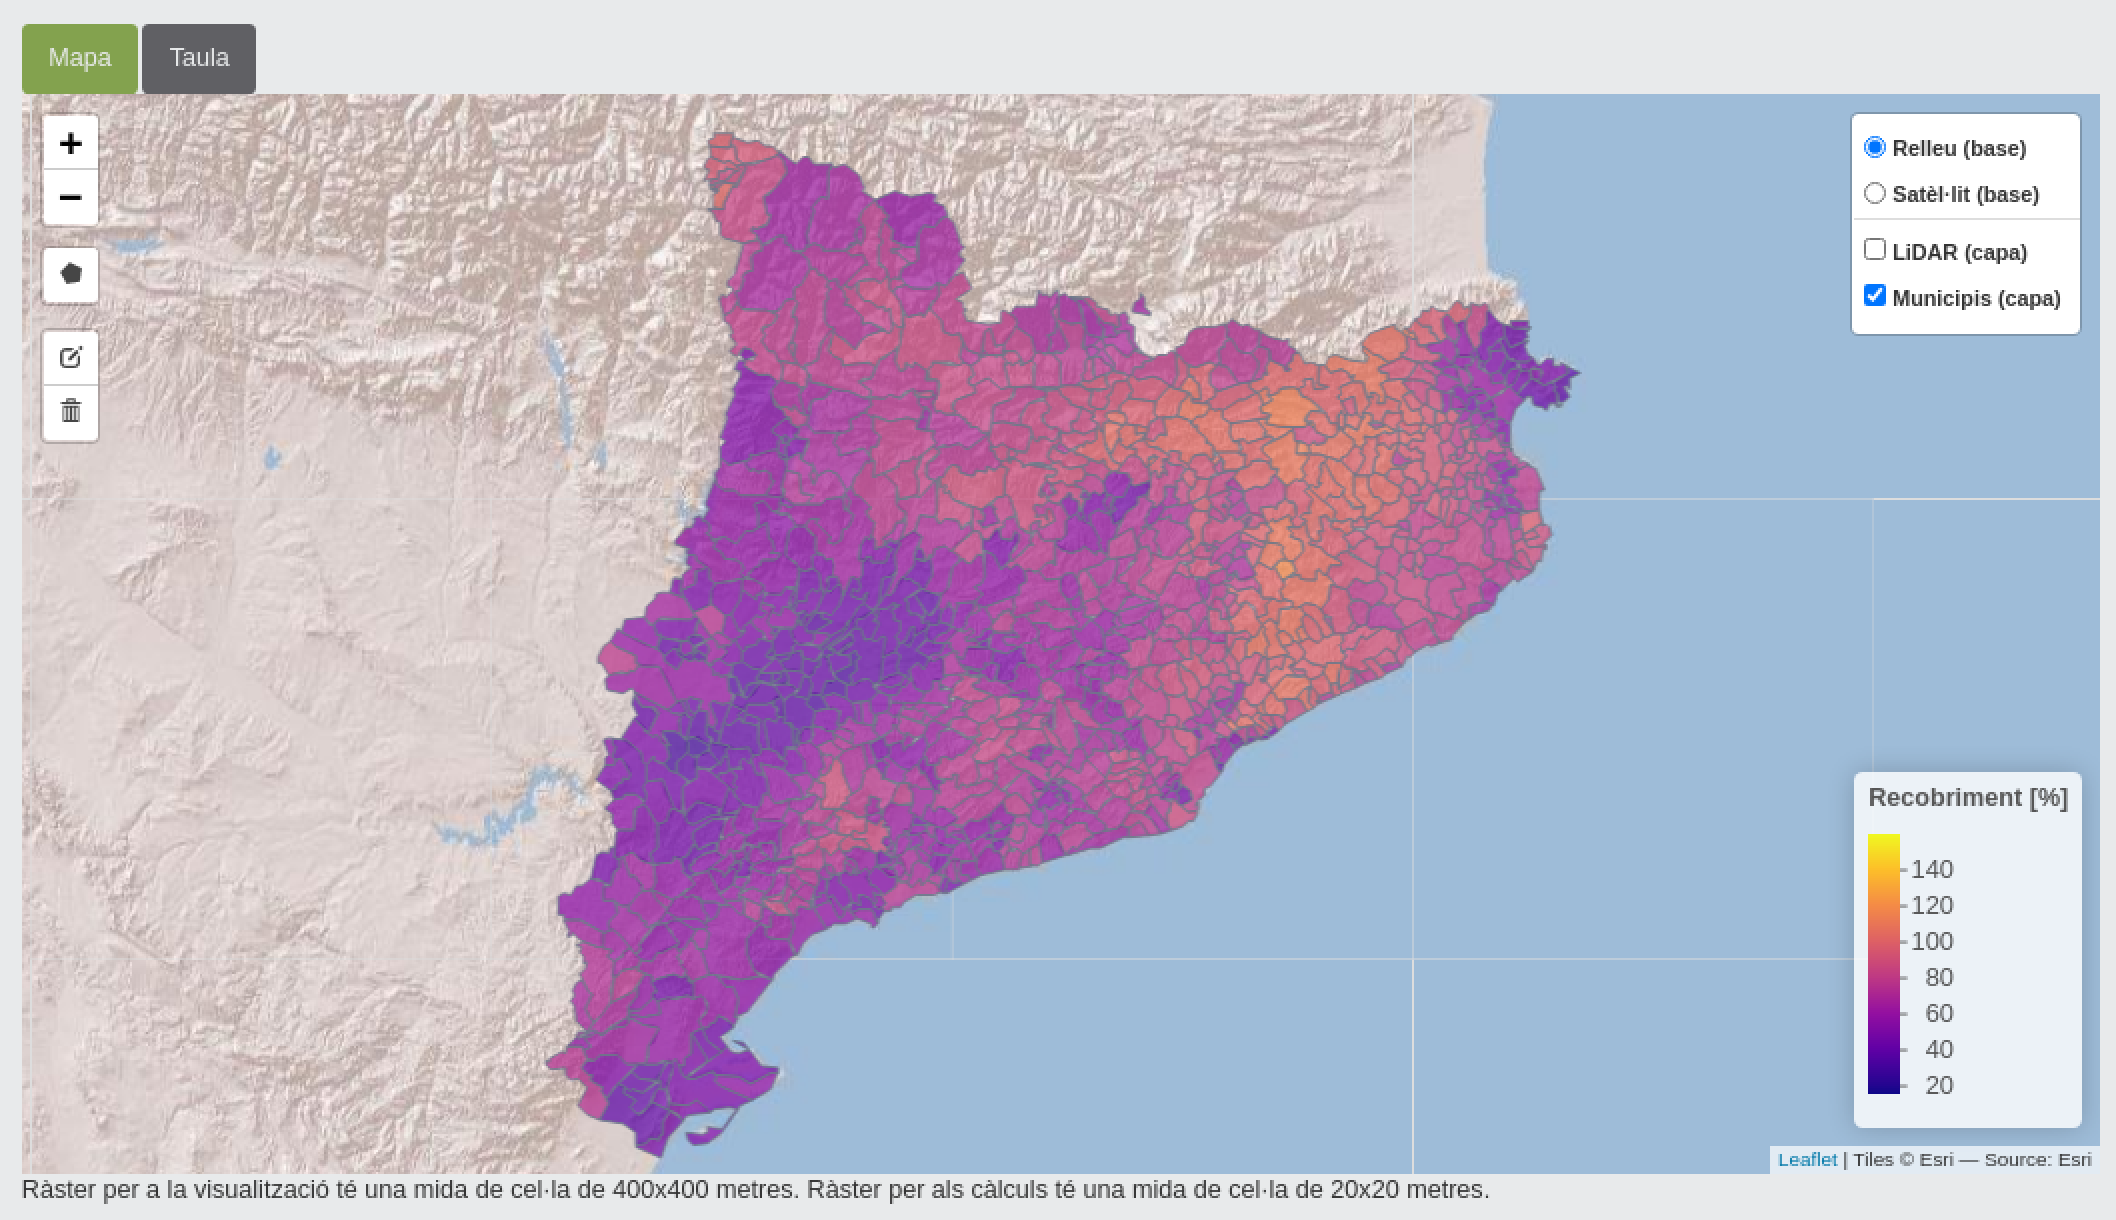 Mapa
Taula
+
−
Relleu (base)
Satèl·lit (base)
LiDAR (capa)
Municipis (capa)
Recobriment [%]
140
120
100
80
60
40
20
Leaflet | Tiles © Esri — Source: Esri
Ràster per a la visualització té una mida de cel·la de 400x400 metres. Ràster per als càlculs té una mida de cel·la de 20x20 metres.